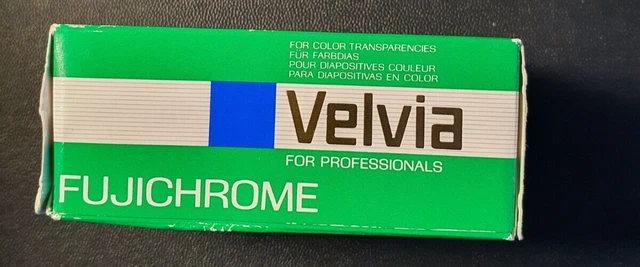 FOR COLOR TRANSPARENCIES
FÜR FARBDIAS
POUR DIAPOSITIVES COULEUR
PARA DIAPOSITIVAS EN COLOR
Velvia
FOR PROFESSIONALS
FUJICHROME